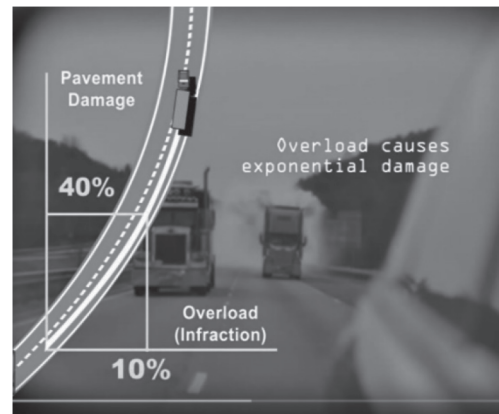 Pavement
Damage
Overload causes
exponential damage
40%
Overload
(Infraction)
10%